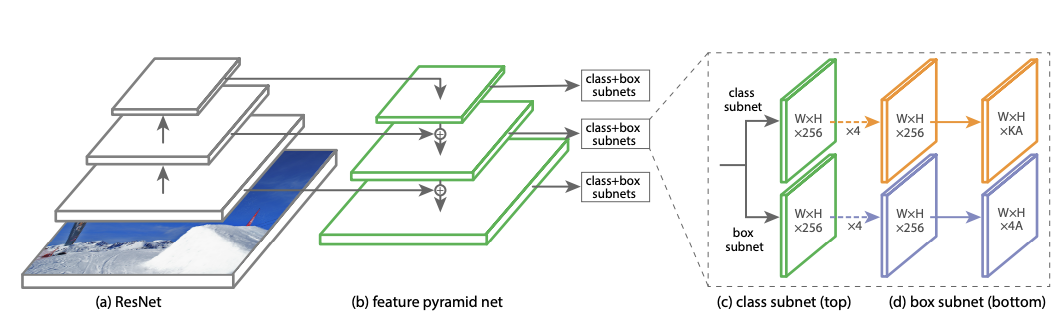 class+box
subnets
class+box
subnets
class+box
subnets
class
subnet
box
subnet
W×H
×256
×4
W×H
×256
W×H
×KA
W×H
×256
×4
W×H
×256
W×H
×4A
(a) ResNet
(b) feature pyramid net
(c) class subnet (top)
(d) box subnet (bottom)